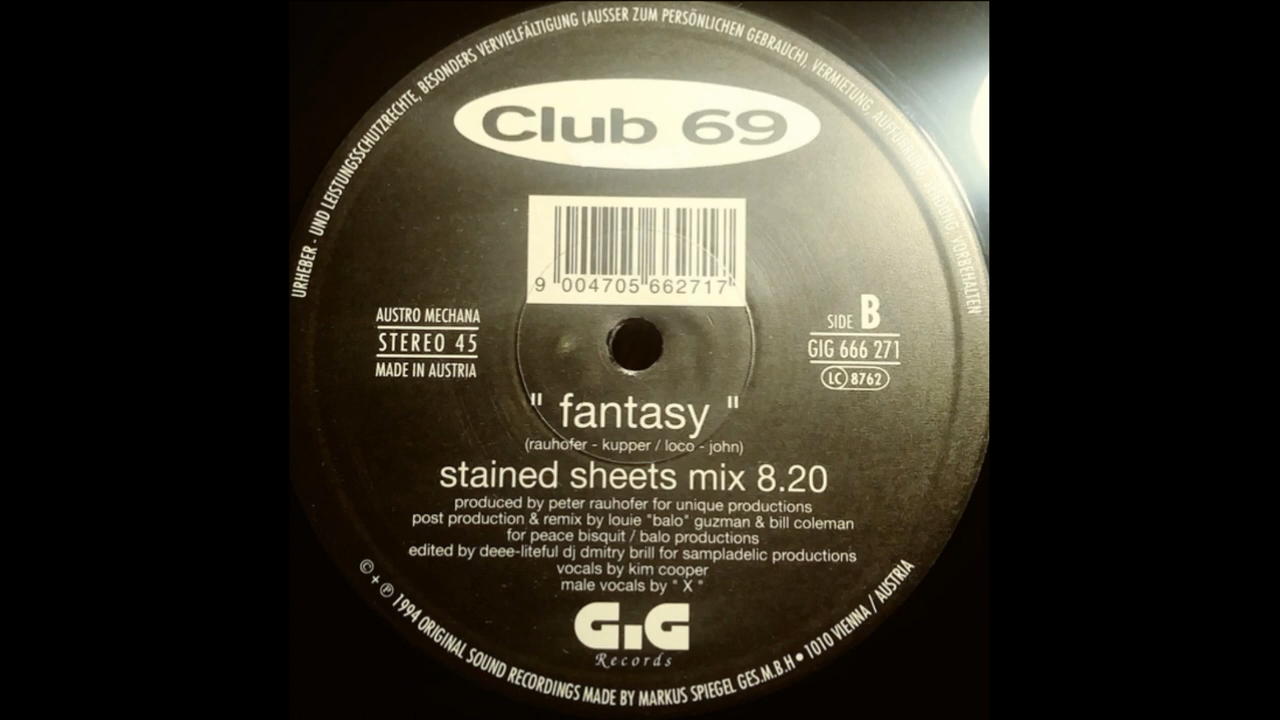 URHEBER - UND LEISTUNGSSCHUTZRECHTE, BESONDERS VERVIELFÄLTIGUNG (AUSSER ZUM PERSÖNLICHEN GEBRAUCH), VERMIETUNG, AUFFÜHRUNG, SENDUNG, VORBEHALTEN
Club 69
9 004705 662717
AUSTRO MECHANA
STEREO 45
MADE IN AUSTRIA
SIDE B
GIG 666 271
LC 8762
" fantasy "
(rauhofer - kupper / loco - john)
stained sheets mix 8.20
produced by peter rauhofer for unique productions
post production & remix by louie "balo" guzman & bill coleman
for peace bisquit / balo productions
edited by deee-liteful dj dmitry brill for sampladelic productions
vocals by kim cooper
male vocals by " X "
GIG
Records
© + ℗ 1994 ORIGINAL SOUND RECORDINGS MADE BY MARKUS SPIEGEL GES.M.B.H • 1010 VIENNA / AUSTRIA